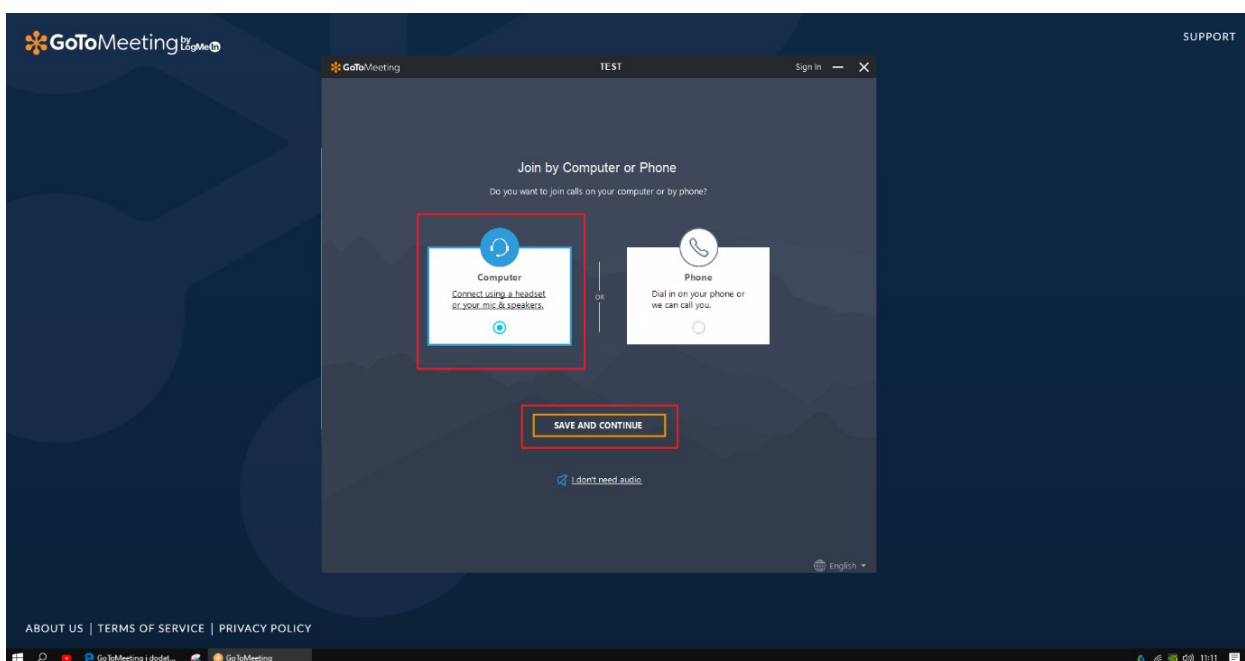 GoToMeeting by LogMeIn
SUPPORT
GoToMeeting
TEST
Sign In
Join by Computer or Phone
Do you want to join calls on your computer or by phone?
Computer
Connect using a headset
or your mic & speakers.
OR
Phone
Dial in on your phone or
we can call you.
SAVE AND CONTINUE
I don't need audio
English
ABOUT US | TERMS OF SERVICE | PRIVACY POLICY
GoToMeeting i dodat...
GoToMeeting
11:11